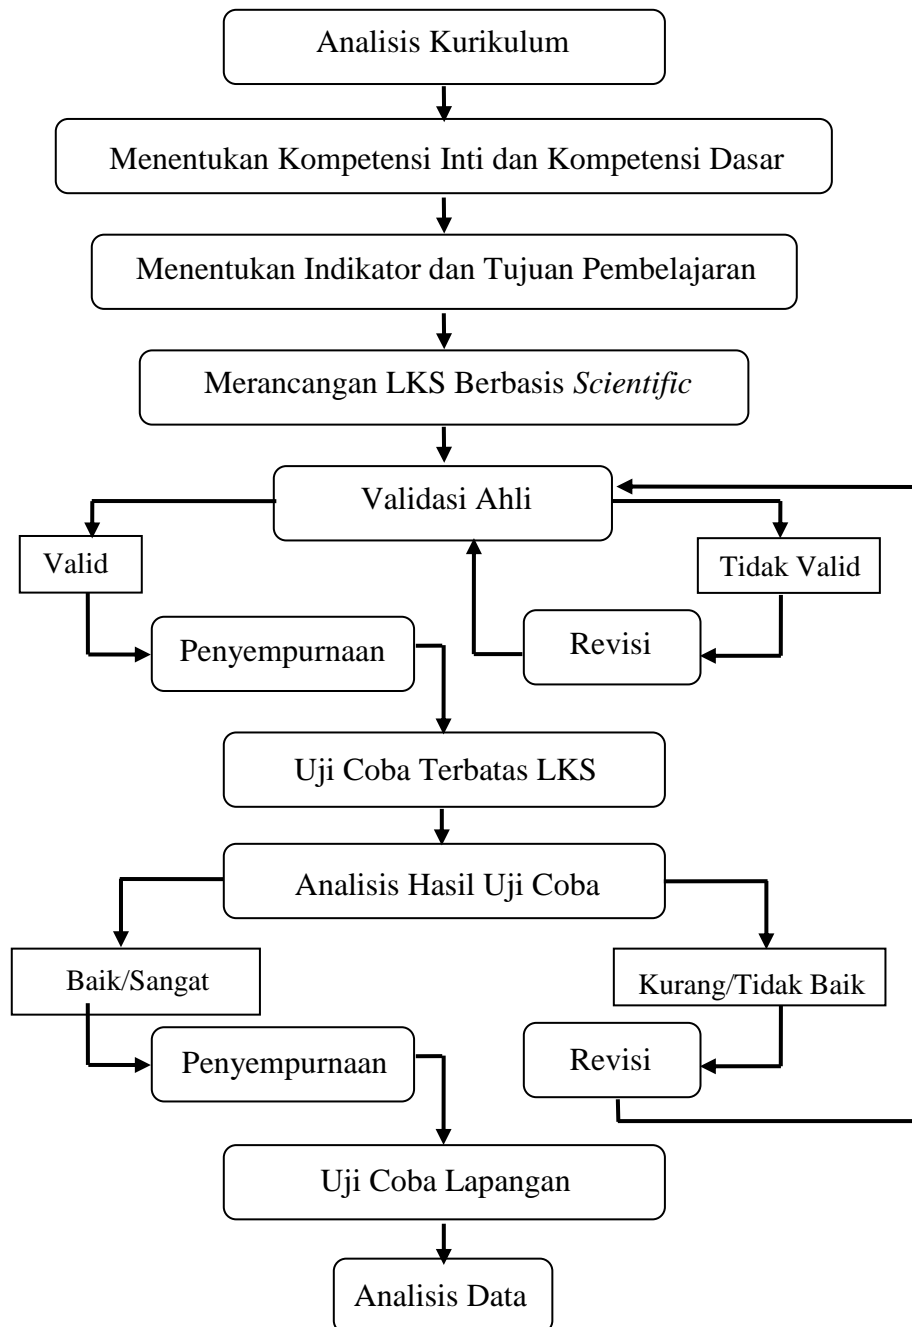 Analisis Kurikulum
Menentukan Kompetensi Inti dan Kompetensi Dasar
Menentukan Indikator dan Tujuan Pembelajaran
Merancangan LKS Berbasis Scientific
Validasi Ahli
Valid
Tidak Valid
Penyempurnaan
Revisi
Uji Coba Terbatas LKS
Analisis Hasil Uji Coba
Baik/Sangat
Kurang/Tidak Baik
Penyempurnaan
Revisi
Uji Coba Lapangan
Analisis Data